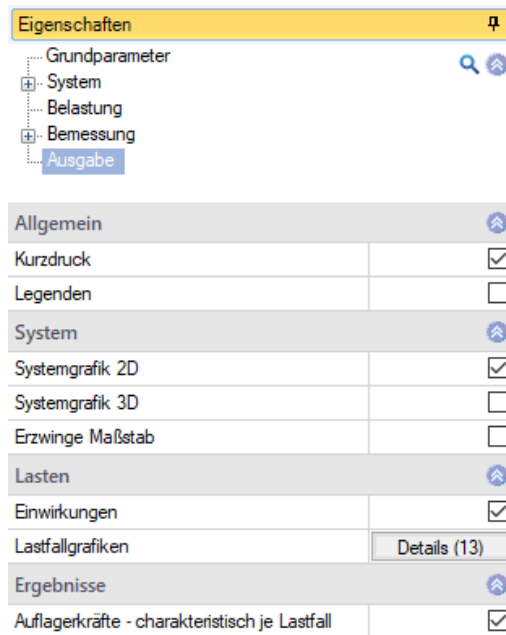 Eigenschaften
Grundparameter
System
Belastung
Bemessung
Ausgabe
Allgemein
Kurzdruck
Legenden
System
Systemgrafik 2D
Systemgrafik 3D
Erzwinge Maßstab
Lasten
Einwirkungen
Lastfallgrafiken Details (13)
Ergebnisse
Auflagerkräfte - charakteristisch je Lastfall